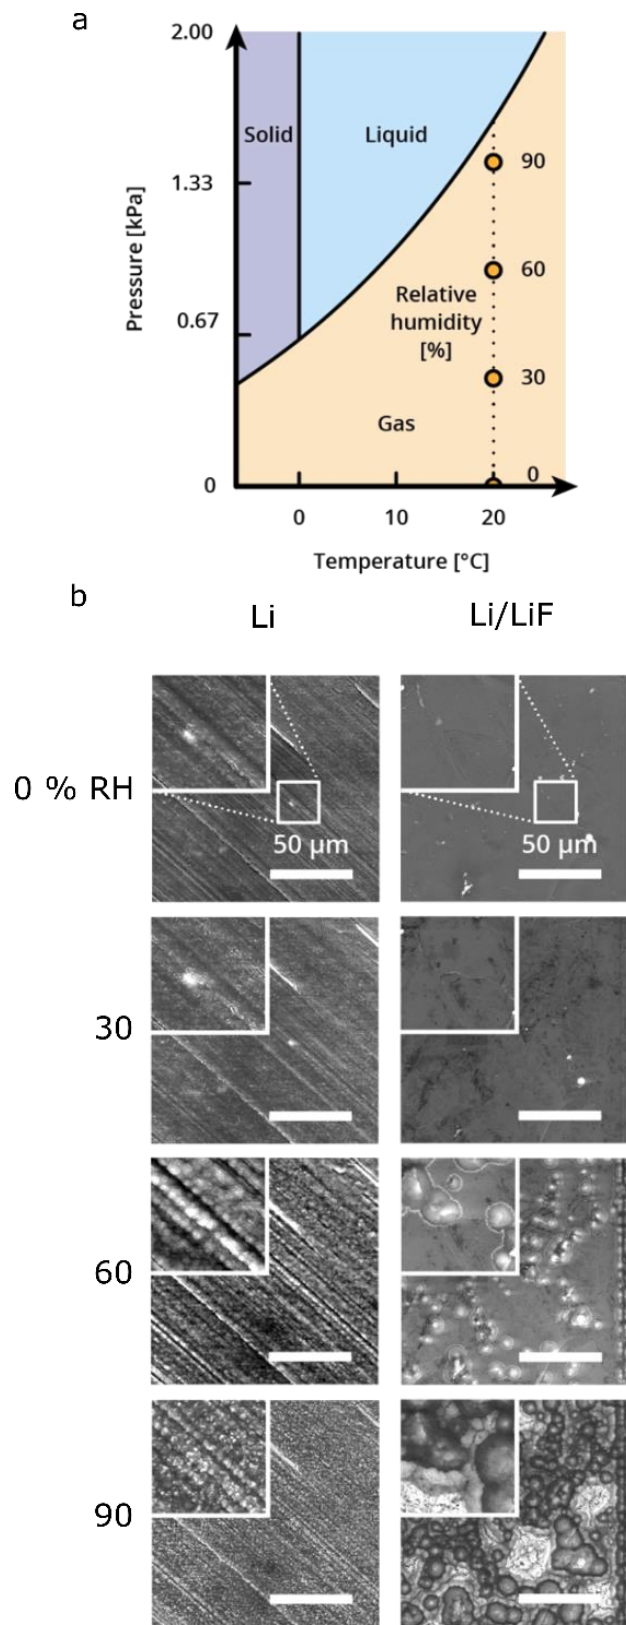 a
2.00
Solid
Liquid
90
1.33
Pressure [kPa]
60
Relative
humidity
[%]
0.67
30
Gas
0
0
0
10
20
Temperature [°C]
b
Li
Li/LiF
0 % RH
50 µm
50 µm
30
60
90